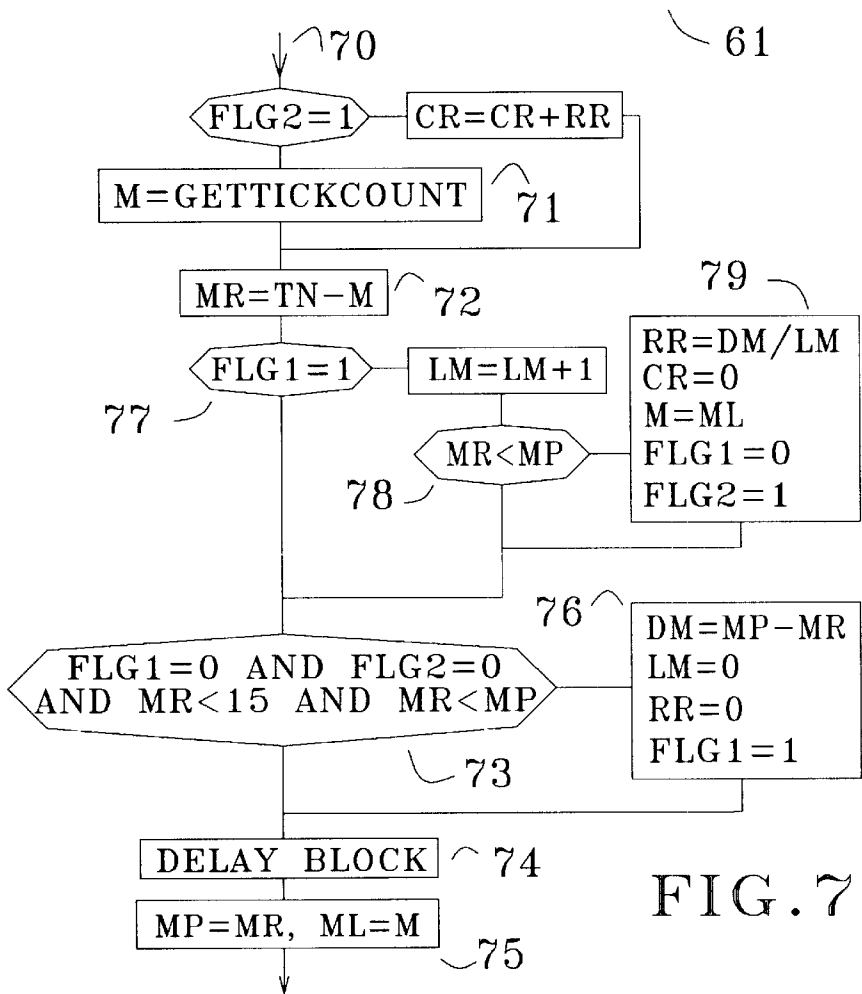 70
61
FLG2=1
CR=CR+RR
M=GETTICKCOUNT
71
MR=TN-M
72
79
FLG1=1
LM=LM+1
77
MR<MP
78
RR=DM/LM
CR=0
M=ML
FLG1=0
FLG2=1
76
FLG1=0 AND FLG2=0
AND MR<15 AND MR<MP
73
DM=MP-MR
LM=0
RR=0
FLG1=1
DELAY BLOCK
74
MP=MR, ML=M
75
FIG.7